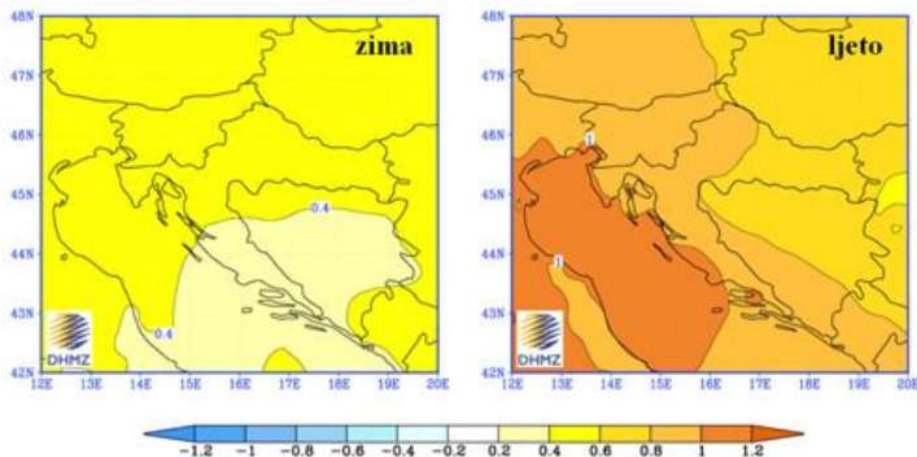 48N
47N
46N
45N
44N
43N
42N
12E 13E 14E 15E 16E 17E 18E 19E 20E
zima
0.4
0.4
DHMZ
48N
47N
46N
45N
44N
43N
42N
12E 13E 14E 15E 16E 17E 18E 19E 20E
ljeto
1
1
DHMZ
-1.2 -1 -0.8 -0.6 -0.4 -0.2 0.2 0.4 0.6 0.8 1 1.2